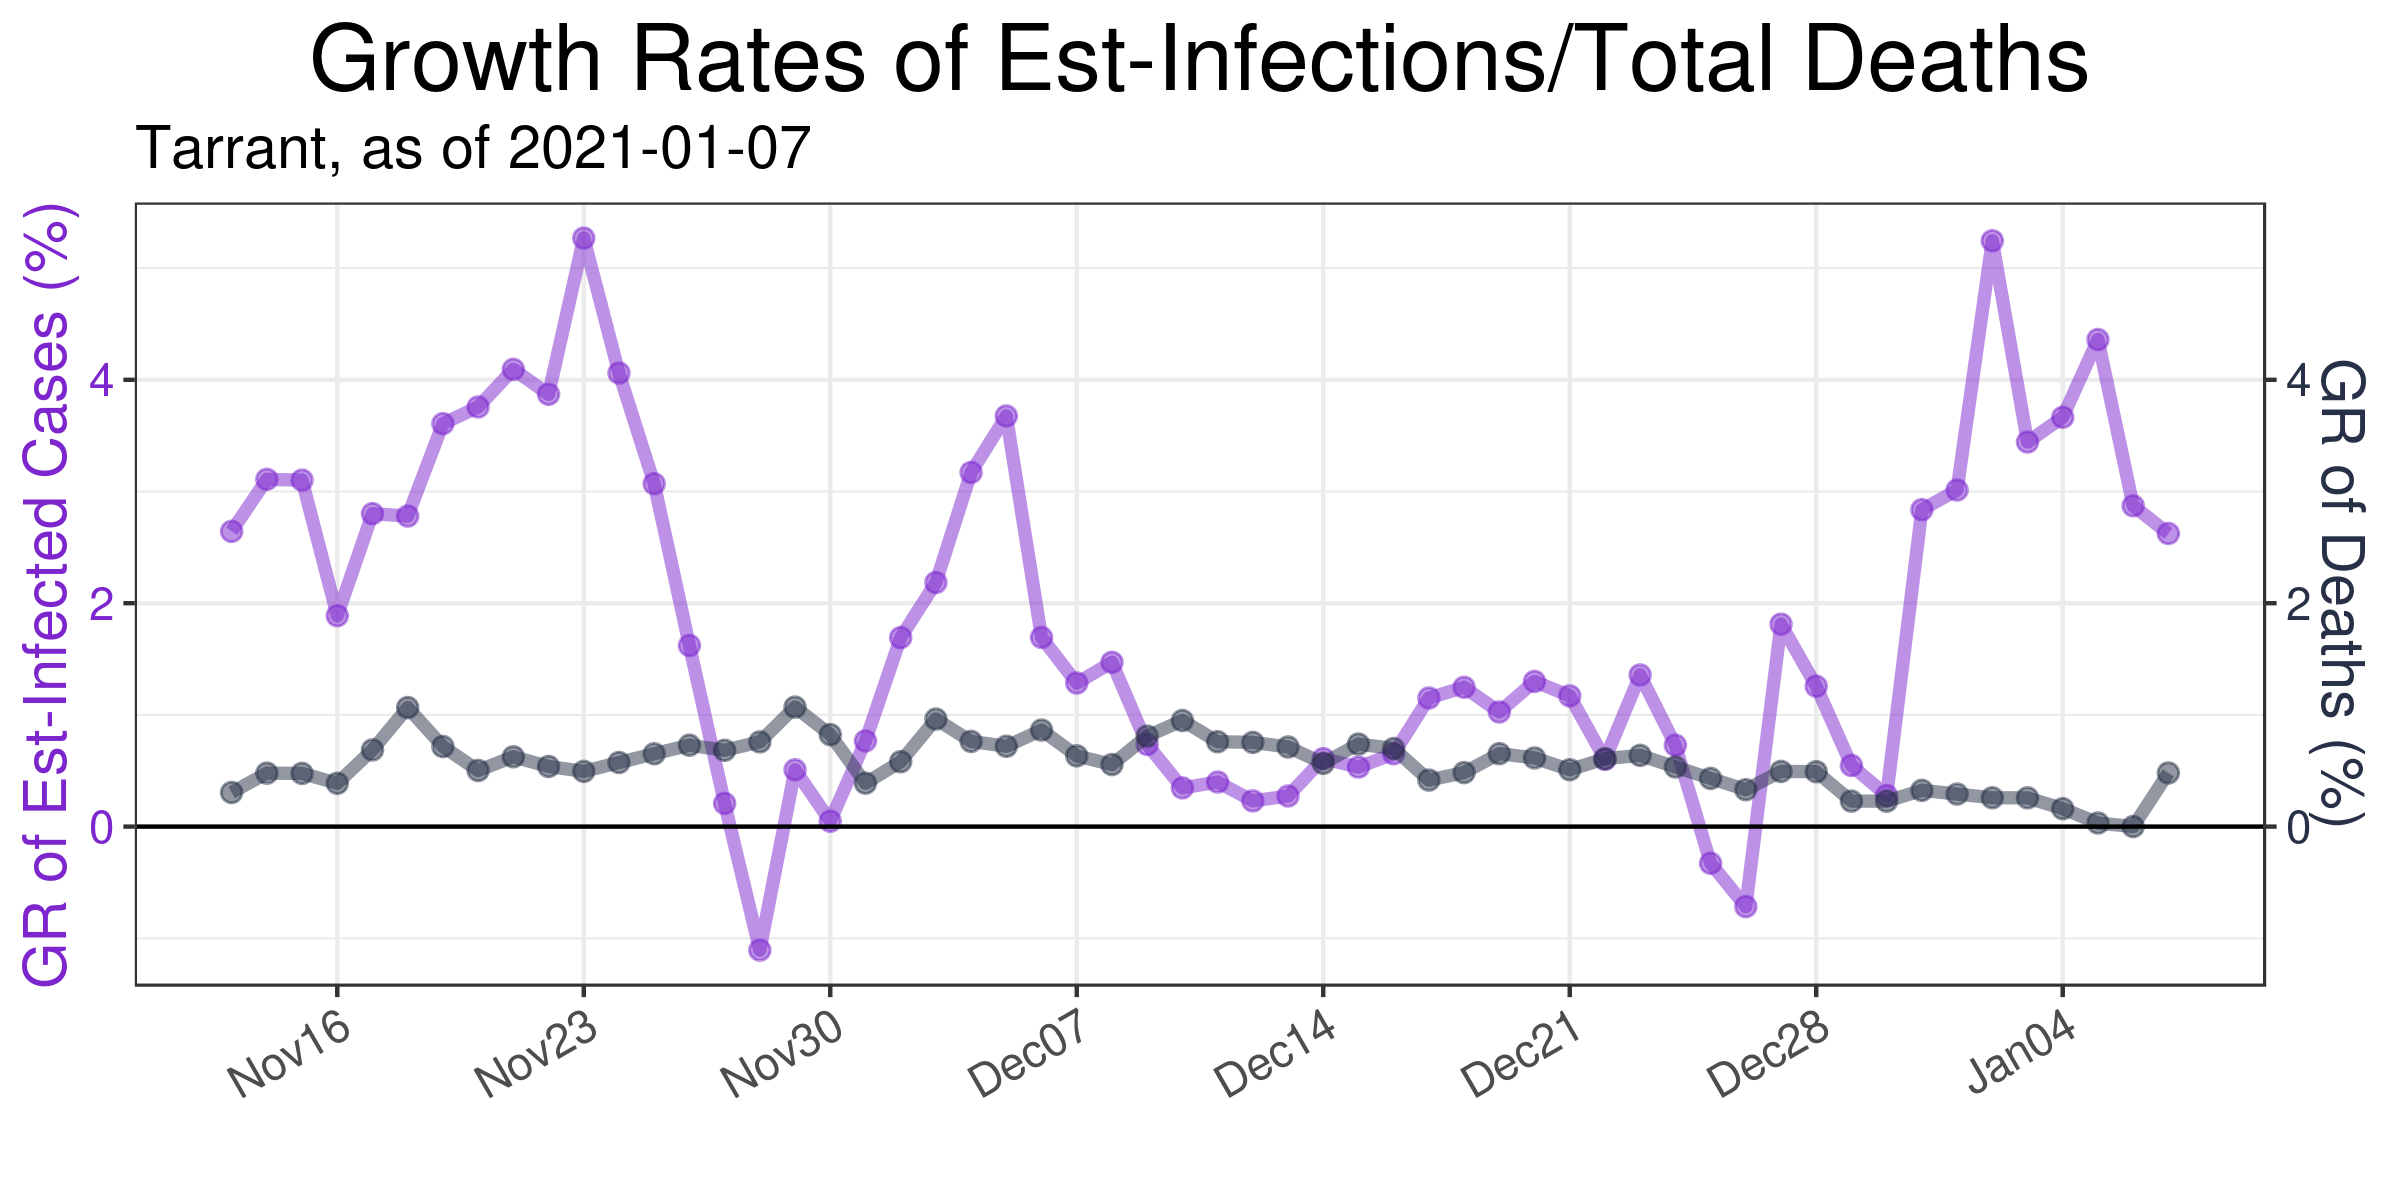 Growth Rates of Est-Infections/Total Deaths
Tarrant, as of 2021-01-07
GR of Est-Infected Cases (%)
4
2
0
4
2
0
GR of Deaths (%)
Nov16
Nov23
Nov30
Dec07
Dec14
Dec21
Dec28
Jan04